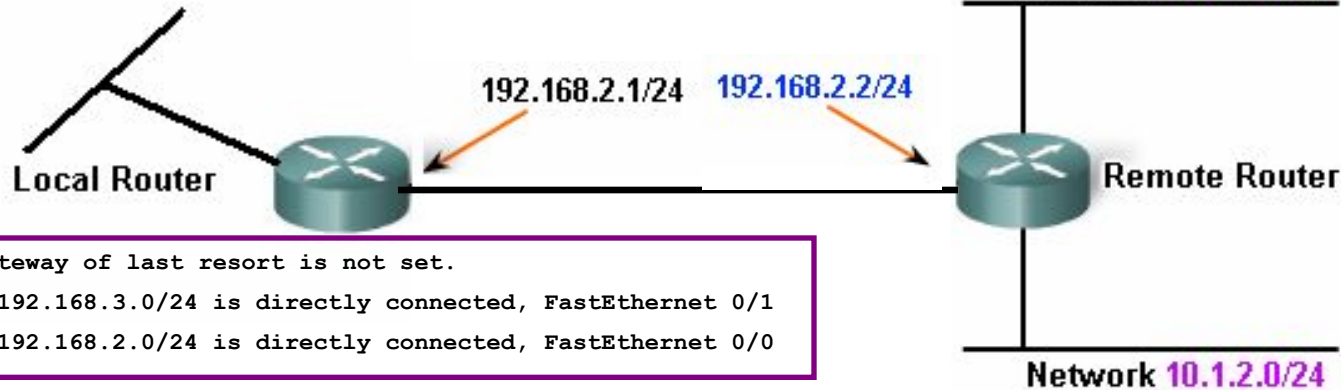 192.168.2.1/24
192.168.2.2/24
Local Router
Remote Router
teway of last resort is not set.
192.168.3.0/24 is directly connected, FastEthernet 0/1
192.168.2.0/24 is directly connected, FastEthernet 0/0
Network 10.1.2.0/24